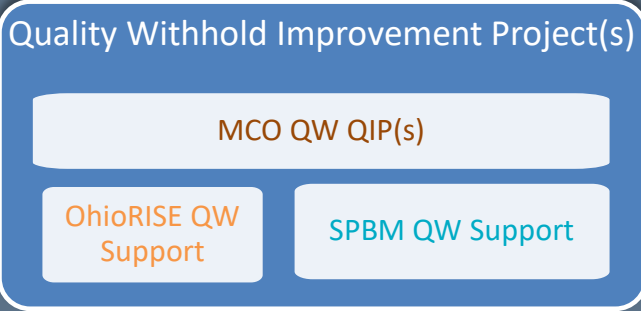 Quality Withhold Improvement Project(s)
MCO QW QIP(s)
OhioRISE QW
Support
SPBM QW Support